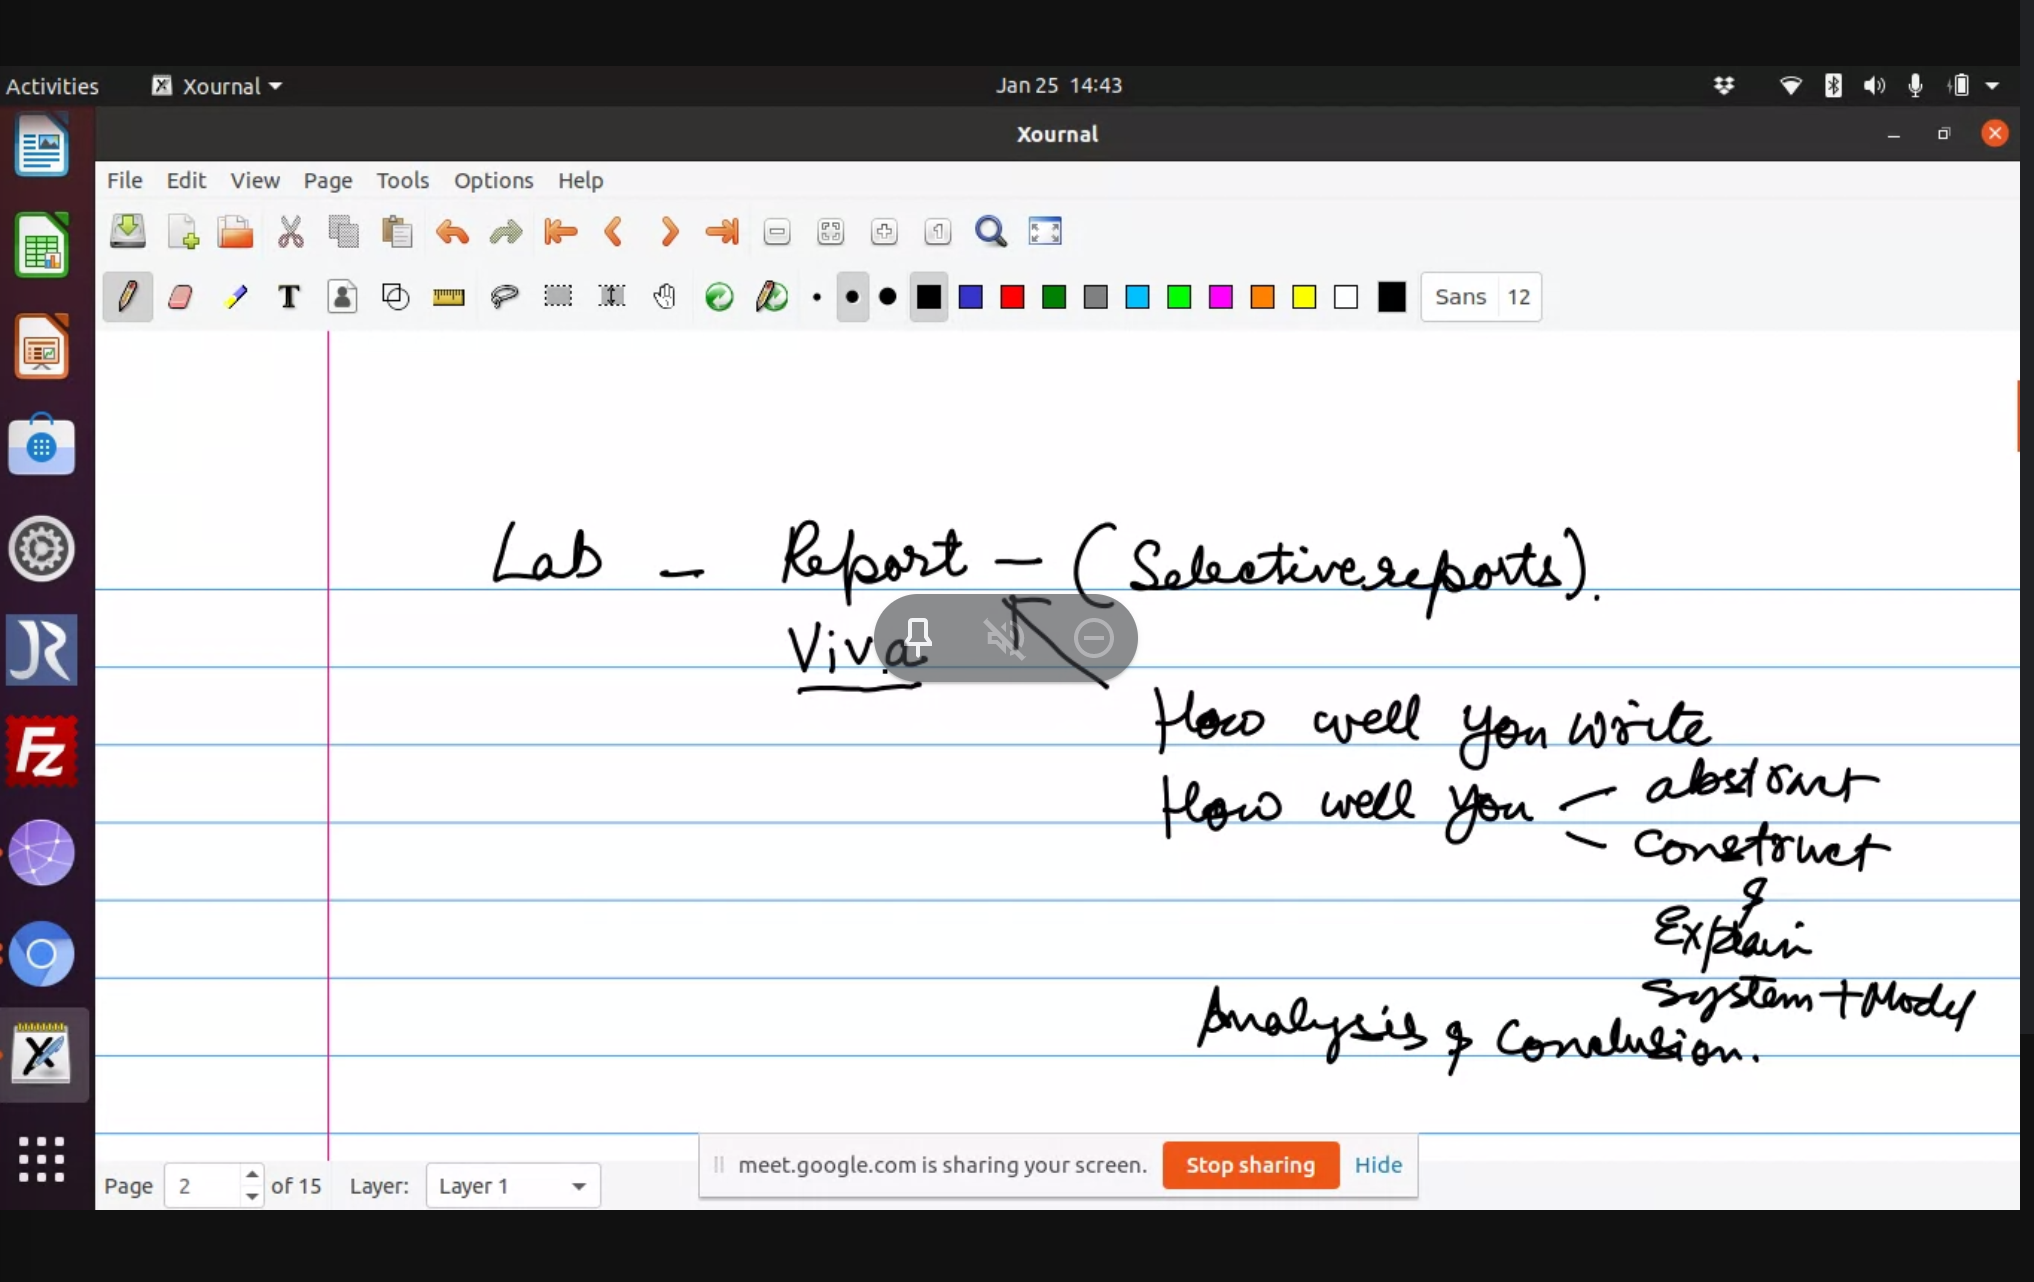 Activities Xournal Jan 25 14:43
Xournal
File Edit View Page Tools Options Help
T Sans 12
Lab - Report - (Selective reports).
Viva
How well you write
How well you - abstract
- construct
&
Explain
System + Model
Analysis & Conclusion.
meet.google.com is sharing your screen. Stop sharing Hide
Page 2 of 15 Layer: Layer 1